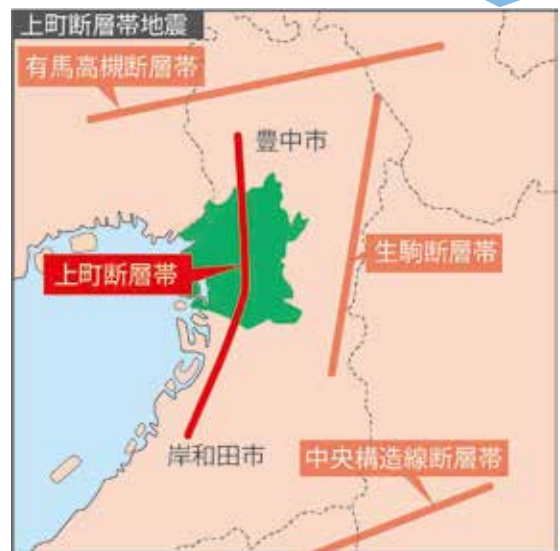 上町断層帯地震
有馬高槻断層帯
豊中市
生駒断層帯
上町断層帯
岸和田市
中央構造線断層帯